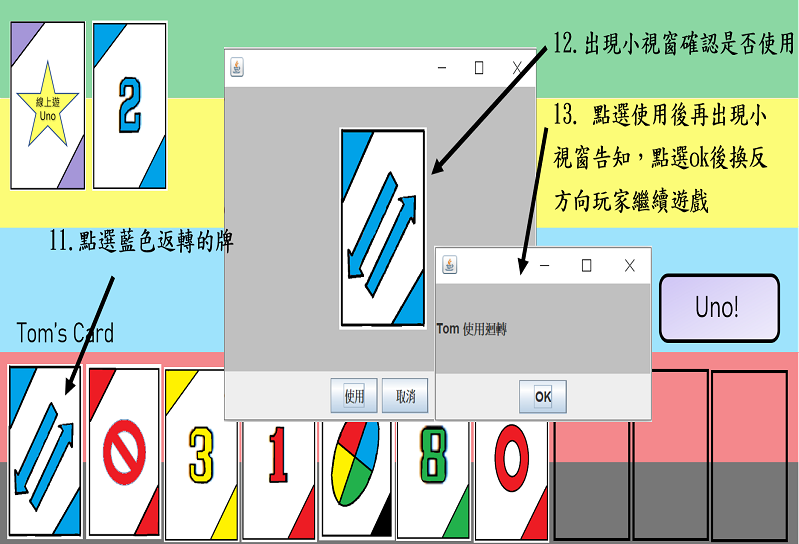 12.出現小視窗確認是否使用
線上遊
Uno
2
13. 點選使用後再出現小
視窗告知，點選ok後換反
方向玩家繼續遊戲
11.點選藍色返轉的牌
Uno!
Tom 使用迴轉
Tom's Card
使用
取消
OK
3
1
8
0